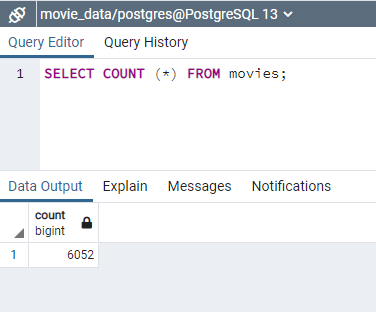 movie_data/postgres@PostgreSQL 13
Query Editor Query History
1 SELECT COUNT (*) FROM movies;
Data Output Explain Messages Notifications
count
bigint
1 6052